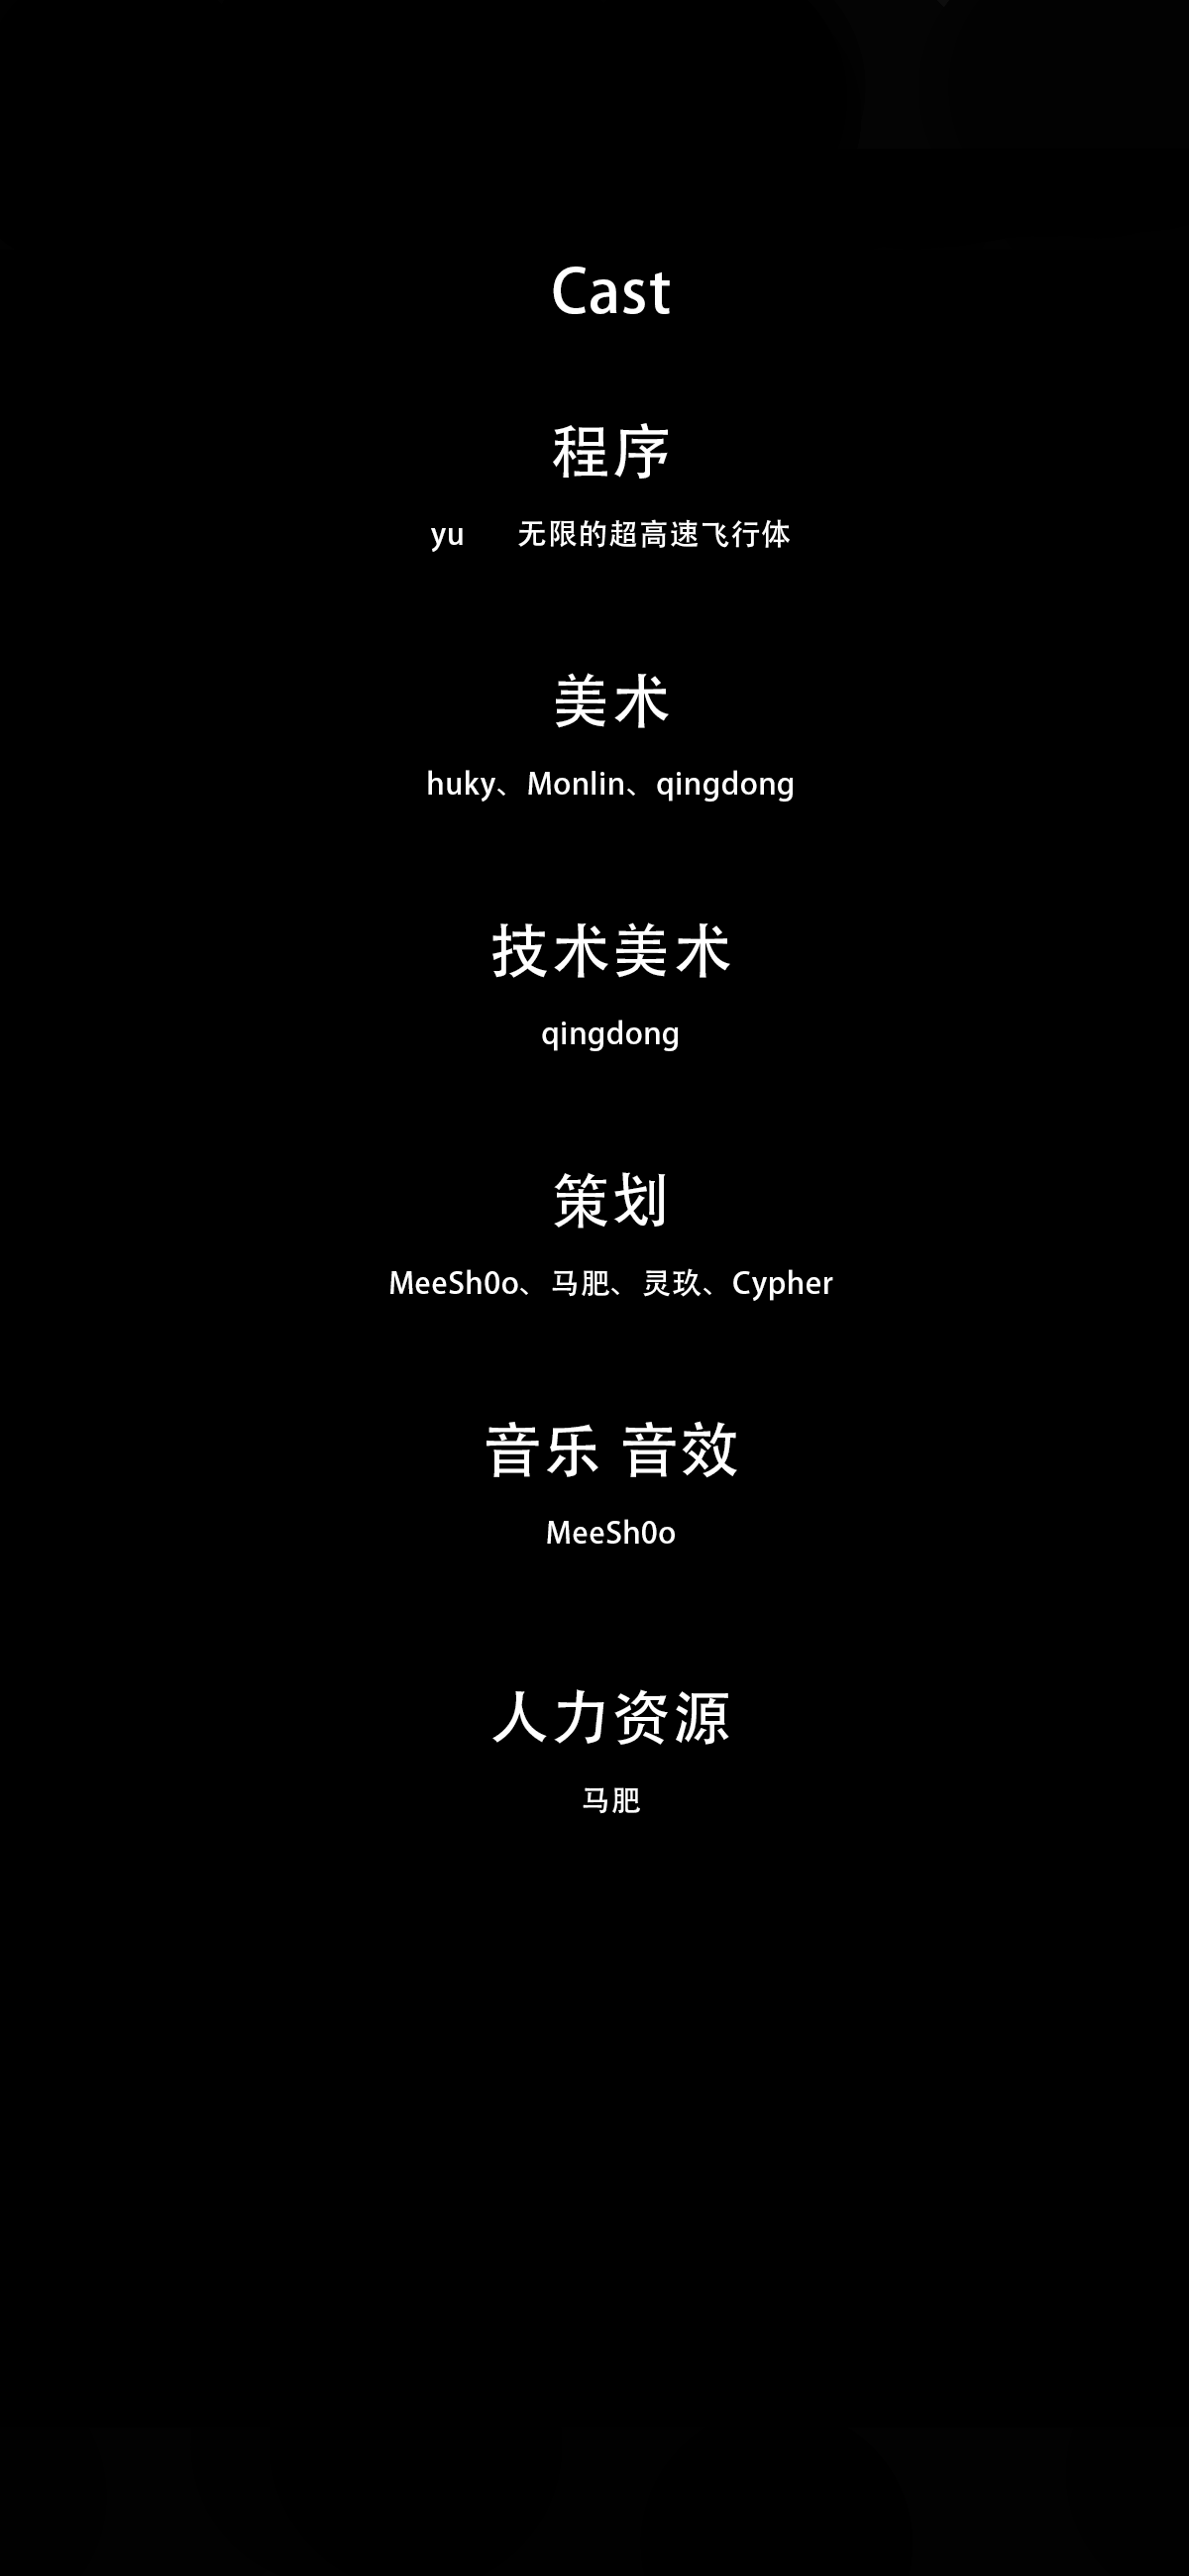 Cast
程序
yu 无限的超高速飞行体
美术
huky、Monlin、qingdong
技术美术
qingdong
策划
MeeSh0o、马肥、灵玖、Cypher
音乐 音效
MeeSh0o
人力资源
马肥